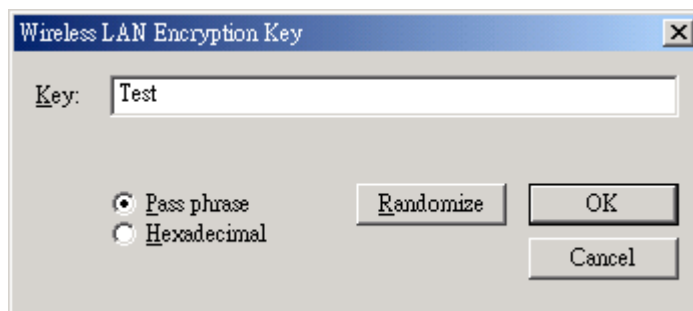 Wireless LAN Encryption Key
Key: Test
Pass phrase
Hexadecimal
Randomize
OK
Cancel